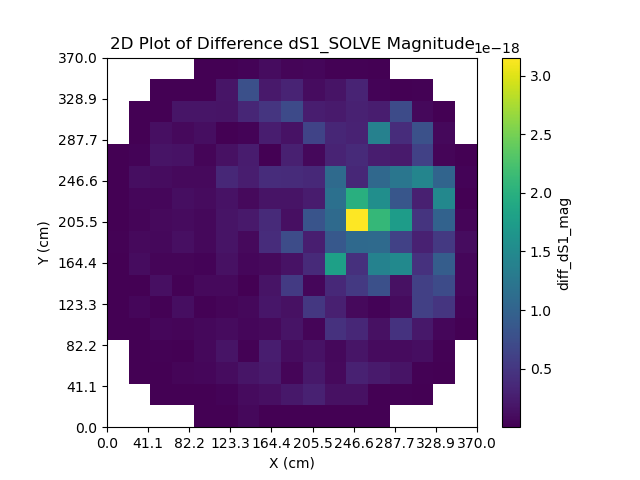 2D Plot of Difference dS1_SOLVE Magnitude
1e−18
370.0
328.9
287.7
246.6
205.5
164.4
123.3
82.2
41.1
0.0
Y (cm)
0.0 41.1 82.2 123.3 164.4 205.5 246.6 287.7 328.9 370.0
X (cm)
3.0
2.5
2.0
1.5
1.0
0.5
diff_dS1_mag